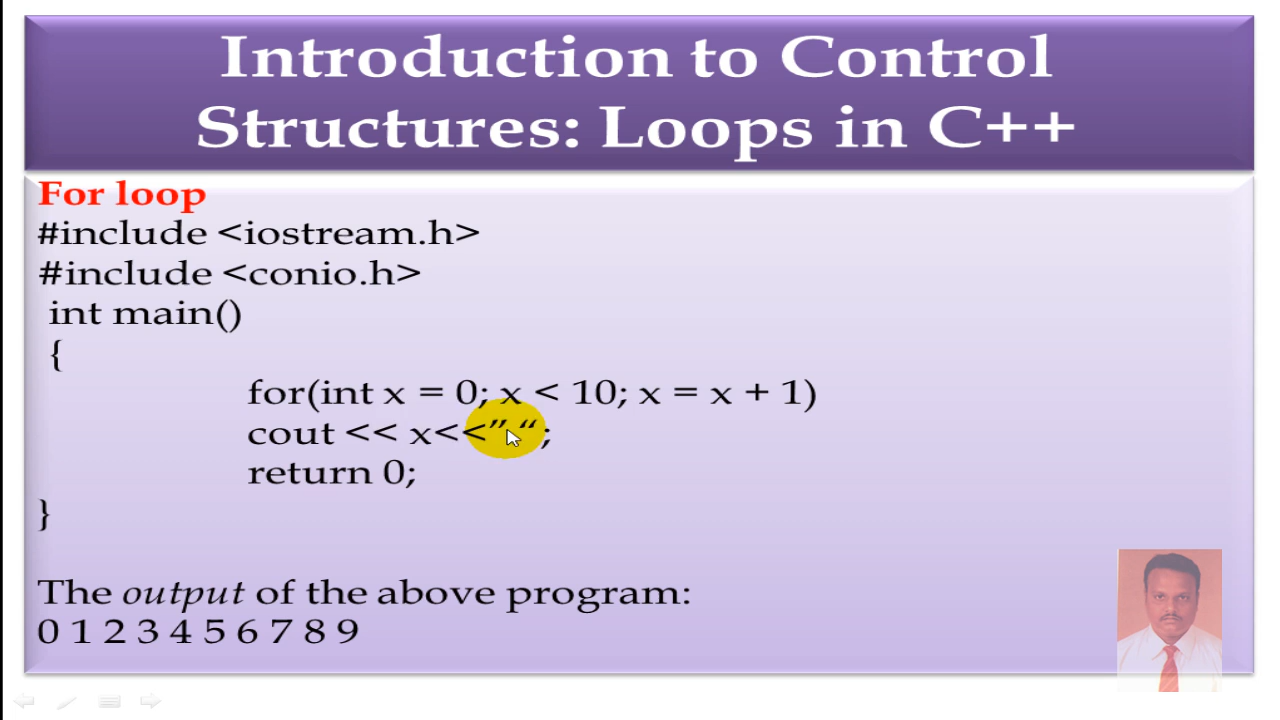 Introduction to Control
Structures: Loops in C++
For loop
#include <iostream.h>
#include <conio.h>
int main()
{
for(int x = 0; x < 10; x = x + 1)
cout << x<<” “;
return 0;
}
The output of the above program:
0 1 2 3 4 5 6 7 8 9